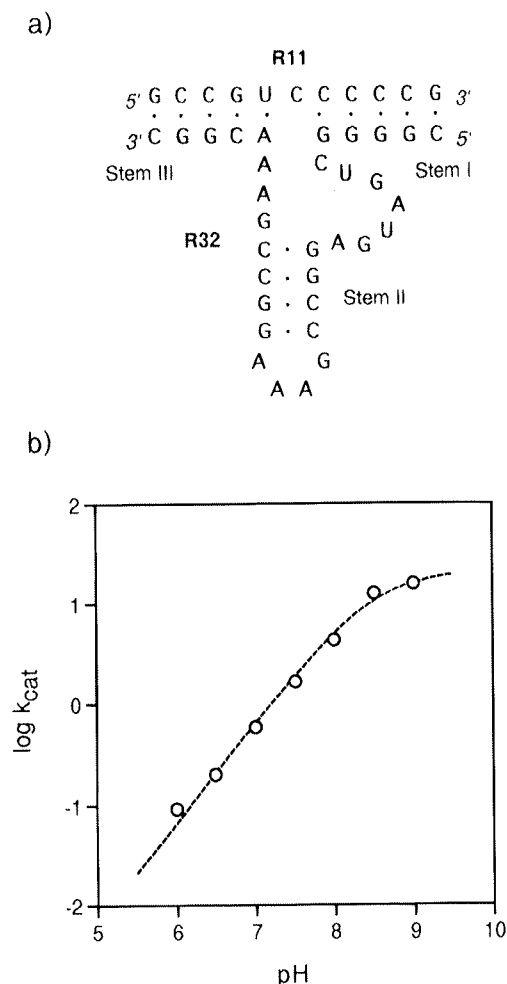 a)
R11
5' G C C G U C C C C C G 3'
3' C G G C A G G G G C 5'
Stem III
Stem I
A
A
G
C
C
G
G
A
A
A
G
C
C
G
G
A
G
U
A
G
U
C
R32
Stem II
b)
2
1
0
-1
-2
log kcat
5 6 7 8 9 10
pH